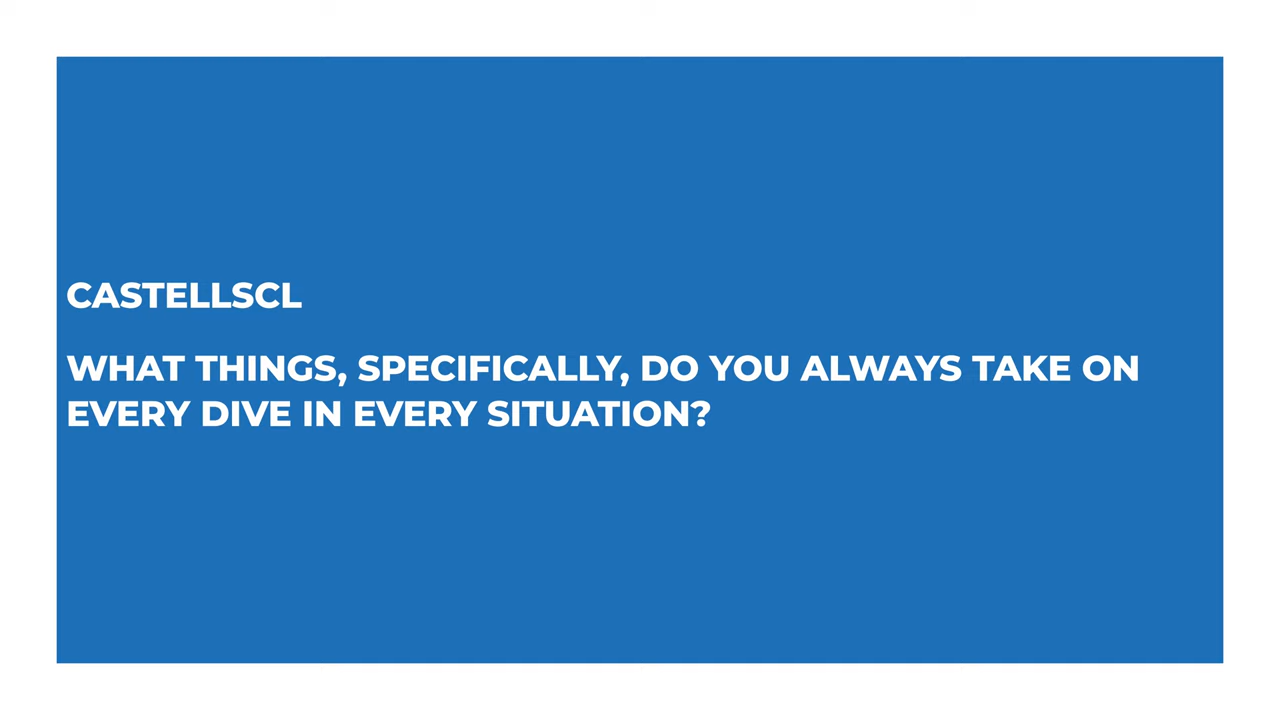 CASTELLSCL
WHAT THINGS, SPECIFICALLY, DO YOU ALWAYS TAKE ON
EVERY DIVE IN EVERY SITUATION?